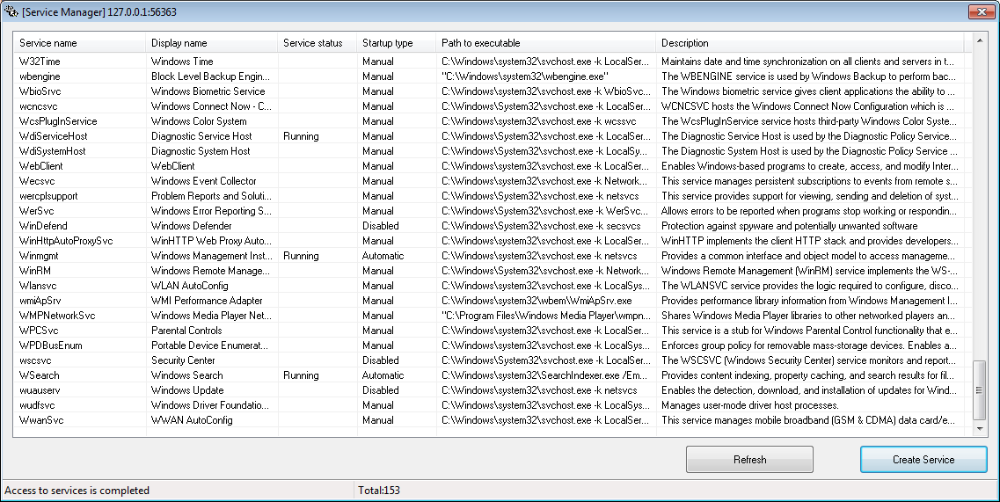 [Service Manager] 127.0.0.1:56363
Service name Display name Service status Startup type Path to executable Description
W32Time Windows Time Manual C:\Windows\system32\svchost.exe -k LocalSer... Maintains date and time synchronization on all clients and servers in t...
wbengine Block Level Backup Engin... Manual "C:\Windows\system32\wbengine.exe" The WBENGINE service is used by Windows Backup to perform bac...
WbioSrvc Windows Biometric Service Manual C:\Windows\system32\svchost.exe -k WbioSvc... The Windows biometric service gives client applications the ability to ...
wcncsvc Windows Connect Now - C... Manual C:\Windows\System32\svchost.exe -k LocalSer... WCNCSVC hosts the Windows Connect Now Configuration which is ...
WcsPlugInService Windows Color System Manual C:\Windows\system32\svchost.exe -k wcssvc The WcsPlugInService service hosts third-party Windows Color Syste...
WdiServiceHost Diagnostic Service Host Running Manual C:\Windows\System32\svchost.exe -k LocalSer... The Diagnostic Service Host is used by the Diagnostic Policy Service...
WdiSystemHost Diagnostic System Host Manual C:\Windows\System32\svchost.exe -k LocalSy... The Diagnostic System Host is used by the Diagnostic Policy Service ...
WebClient WebClient Manual C:\Windows\system32\svchost.exe -k LocalSer... Enables Windows-based programs to create, access, and modify Inter...
Wecsvc Windows Event Collector Manual C:\Windows\system32\svchost.exe -k Network... This service manages persistent subscriptions to events from remote s...
wercplsupport Problem Reports and Soluti... Manual C:\Windows\System32\svchost.exe -k netsvcs This service provides support for viewing, sending and deletion of syst...
WerSvc Windows Error Reporting S... Manual C:\Windows\System32\svchost.exe -k WerSvc... Allows errors to be reported when programs stop working or respondin...
WinDefend Windows Defender Disabled C:\Windows\System32\svchost.exe -k secsvcs Protection against spyware and potentially unwanted software
WinHttpAutoProxySvc WinHTTP Web Proxy Auto... Manual C:\Windows\system32\svchost.exe -k LocalSer... WinHTTP implements the client HTTP stack and provides developers...
Winmgmt Windows Management Inst... Running Automatic C:\Windows\system32\svchost.exe -k netsvcs Provides a common interface and object model to access manageme...
WinRM Windows Remote Manage... Manual C:\Windows\System32\svchost.exe -k Network... Windows Remote Management (WinRM) service implements the WS-...
Wlansvc WLAN AutoConfig Manual C:\Windows\system32\svchost.exe -k LocalSys... The WLANSVC service provides the logic required to configure, disco...
wmiApSrv WMI Performance Adapter Manual C:\Windows\system32\wbem\WmiApSrv.exe Provides performance library information from Windows Management I...
WMPNetworkSvc Windows Media Player Net... Manual "C:\Program Files\Windows Media Player\wmpn... Shares Windows Media Player libraries to other networked players an...
WPCSvc Parental Controls Manual C:\Windows\system32\svchost.exe -k LocalSer... This service is a stub for Windows Parental Control functionality that e...
WPDBusEnum Portable Device Enumerat... Manual C:\Windows\system32\svchost.exe -k LocalSys... Enforces group policy for removable mass-storage devices. Enables a...
wscsvc Security Center Disabled C:\Windows\System32\svchost.exe -k LocalSer... The WSCSVC (Windows Security Center) service monitors and report...
WSearch Windows Search Running Automatic C:\Windows\system32\SearchIndexer.exe /Em... Provides content indexing, property caching, and search results for fil...
wuauserv Windows Update Disabled C:\Windows\system32\svchost.exe -k netsvcs Enables the detection, download, and installation of updates for Wind...
wudfsvc Windows Driver Foundatio... Manual C:\Windows\system32\svchost.exe -k LocalSys... Manages user-mode driver host processes.
WwanSvc WWAN AutoConfig Manual C:\Windows\system32\svchost.exe -k LocalSer... This service manages mobile broadband (GSM & CDMA) data card/e...
Refresh Create Service
Access to services is completed Total:153